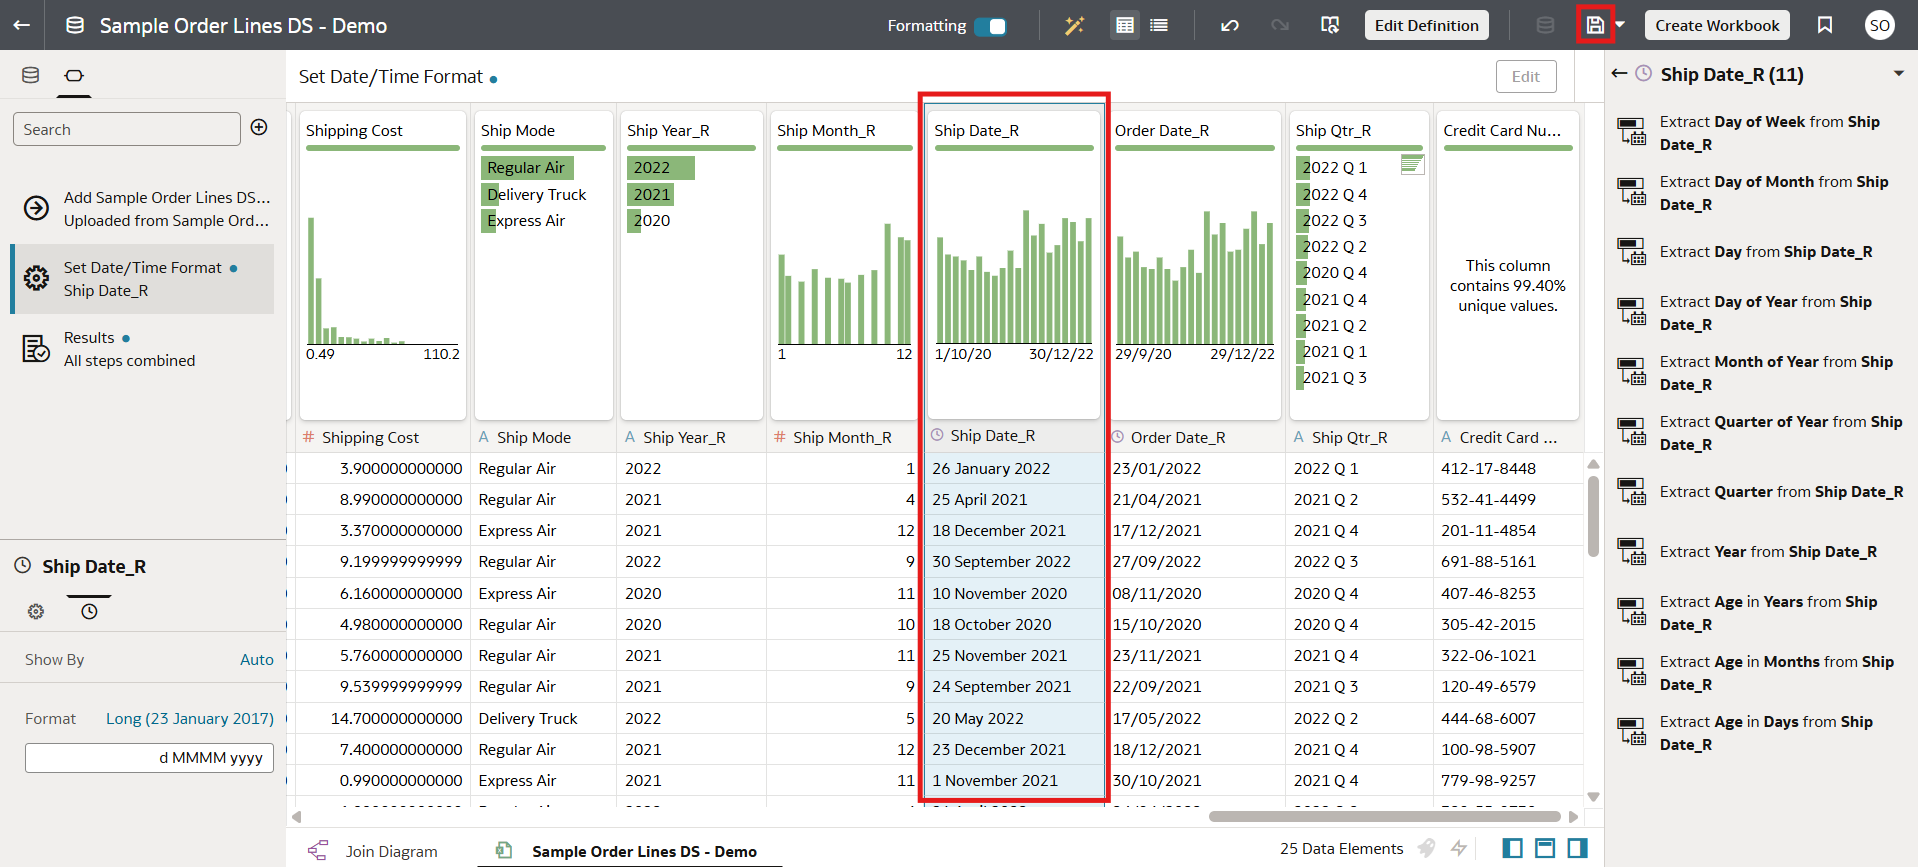 Sample Order Lines DS - Demo
Formatting
Edit Definition
Create Workbook
SO
Search
Add Sample Order Lines DS...
Uploaded from Sample Ord...
Set Date/Time Format
Ship Date_R
Results
All steps combined
Ship Date_R
Show By Auto
Format Long (23 January 2017)
d MMMM yyyy
Set Date/Time Format
Edit
Shipping Cost
0.49 110.2
Ship Mode
Regular Air
Delivery Truck
Express Air
Ship Year_R
2022
2021
2020
Ship Month_R
1 12
Ship Date_R
1/10/20 30/12/22
Order Date_R
29/9/20 29/12/22
Ship Qtr_R
2022 Q 1
2022 Q 4
2022 Q 3
2022 Q 2
2020 Q 4
2021 Q 4
2021 Q 2
2021 Q 1
2021 Q 3
Credit Card Nu...
This column
contains 99.40%
unique values.
# Shipping Cost A Ship Mode A Ship Year_R # Ship Month_R Ship Date_R Order Date_R A Ship Qtr_R A Credit Card ...
3.900000000000 Regular Air 2022 1 26 January 2022 23/01/2022 2022 Q 1 412-17-8448
8.990000000000 Regular Air 2021 4 25 April 2021 21/04/2021 2021 Q 2 532-41-4499
3.370000000000 Express Air 2021 12 18 December 2021 17/12/2021 2021 Q 4 201-11-4854
9.199999999999 Regular Air 2022 9 30 September 2022 27/09/2022 2022 Q 3 691-88-5161
6.160000000000 Express Air 2020 11 10 November 2020 08/11/2020 2020 Q 4 407-46-8253
4.980000000000 Regular Air 2020 10 18 October 2020 15/10/2020 2020 Q 4 305-42-2015
5.760000000000 Regular Air 2021 11 25 November 2021 23/11/2021 2021 Q 4 322-06-1021
9.539999999999 Regular Air 2021 9 24 September 2021 22/09/2021 2021 Q 3 120-49-6579
14.700000000000 Delivery Truck 2022 5 20 May 2022 17/05/2022 2022 Q 2 444-68-6007
7.400000000000 Regular Air 2021 12 23 December 2021 18/12/2021 2021 Q 4 100-98-5907
0.990000000000 Express Air 2021 11 1 November 2021 30/10/2021 2021 Q 4 779-98-9257
Join Diagram
Sample Order Lines DS - Demo
25 Data Elements
Ship Date_R (11)
Extract Day of Week from Ship
Date_R
Extract Day of Month from Ship
Date_R
Extract Day from Ship Date_R
Extract Day of Year from Ship
Date_R
Extract Month of Year from Ship
Date_R
Extract Quarter of Year from Ship
Date_R
Extract Quarter from Ship Date_R
Extract Year from Ship Date_R
Extract Age in Years from Ship
Date_R
Extract Age in Months from Ship
Date_R
Extract Age in Days from Ship
Date_R